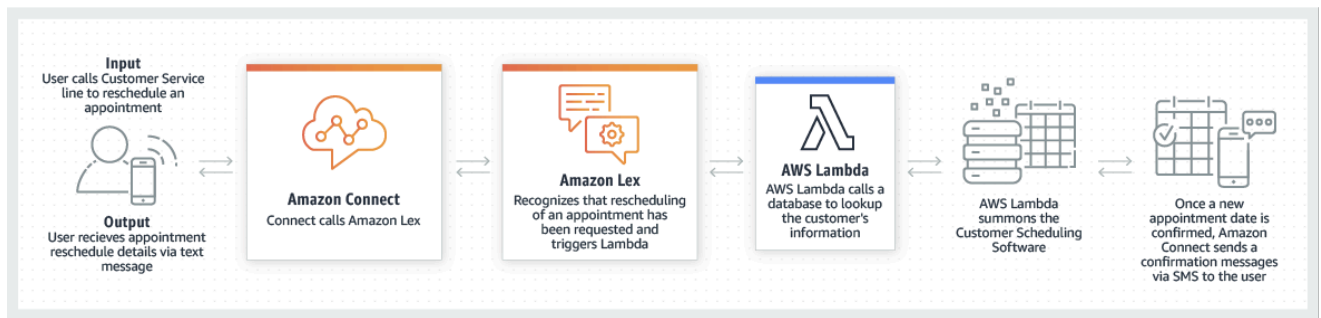 Input
User calls Customer Service
line to reschedule an
appointment
Output
User recieves appointment
reschedule details via text
message
Amazon Connect
Connect calls Amazon Lex
Amazon Lex
Recognizes that rescheduling
of an appointment has
been requested and
triggers Lambda
AWS Lambda
AWS Lambda calls a
database to lookup
the customer's
information
AWS Lambda
summons the
Customer Scheduling
Software
Once a new
appointment date is
confirmed, Amazon
Connect sends a
confirmation messages
via SMS to the user